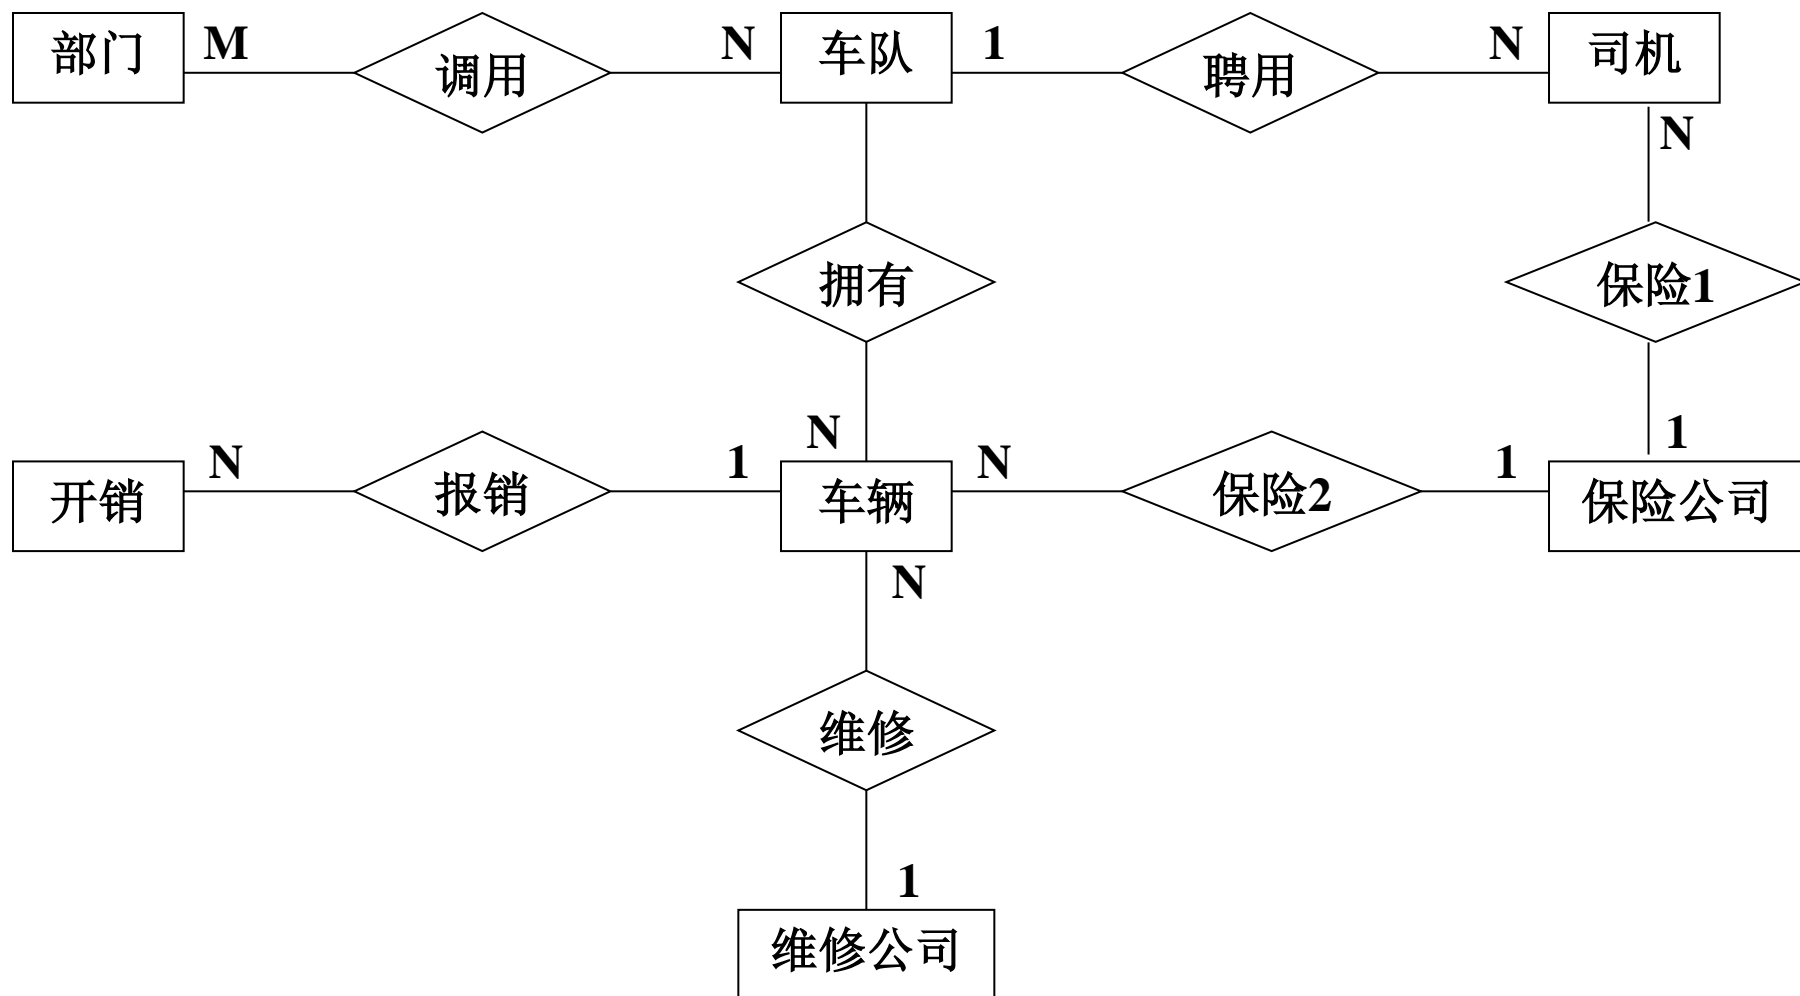 部门 M 调用 N 车队 1 聘用 N 司机
N
拥有 保险1
N 1
开销 N 报销 1 车辆 N 保险2 1 保险公司
N
维修
1
维修公司